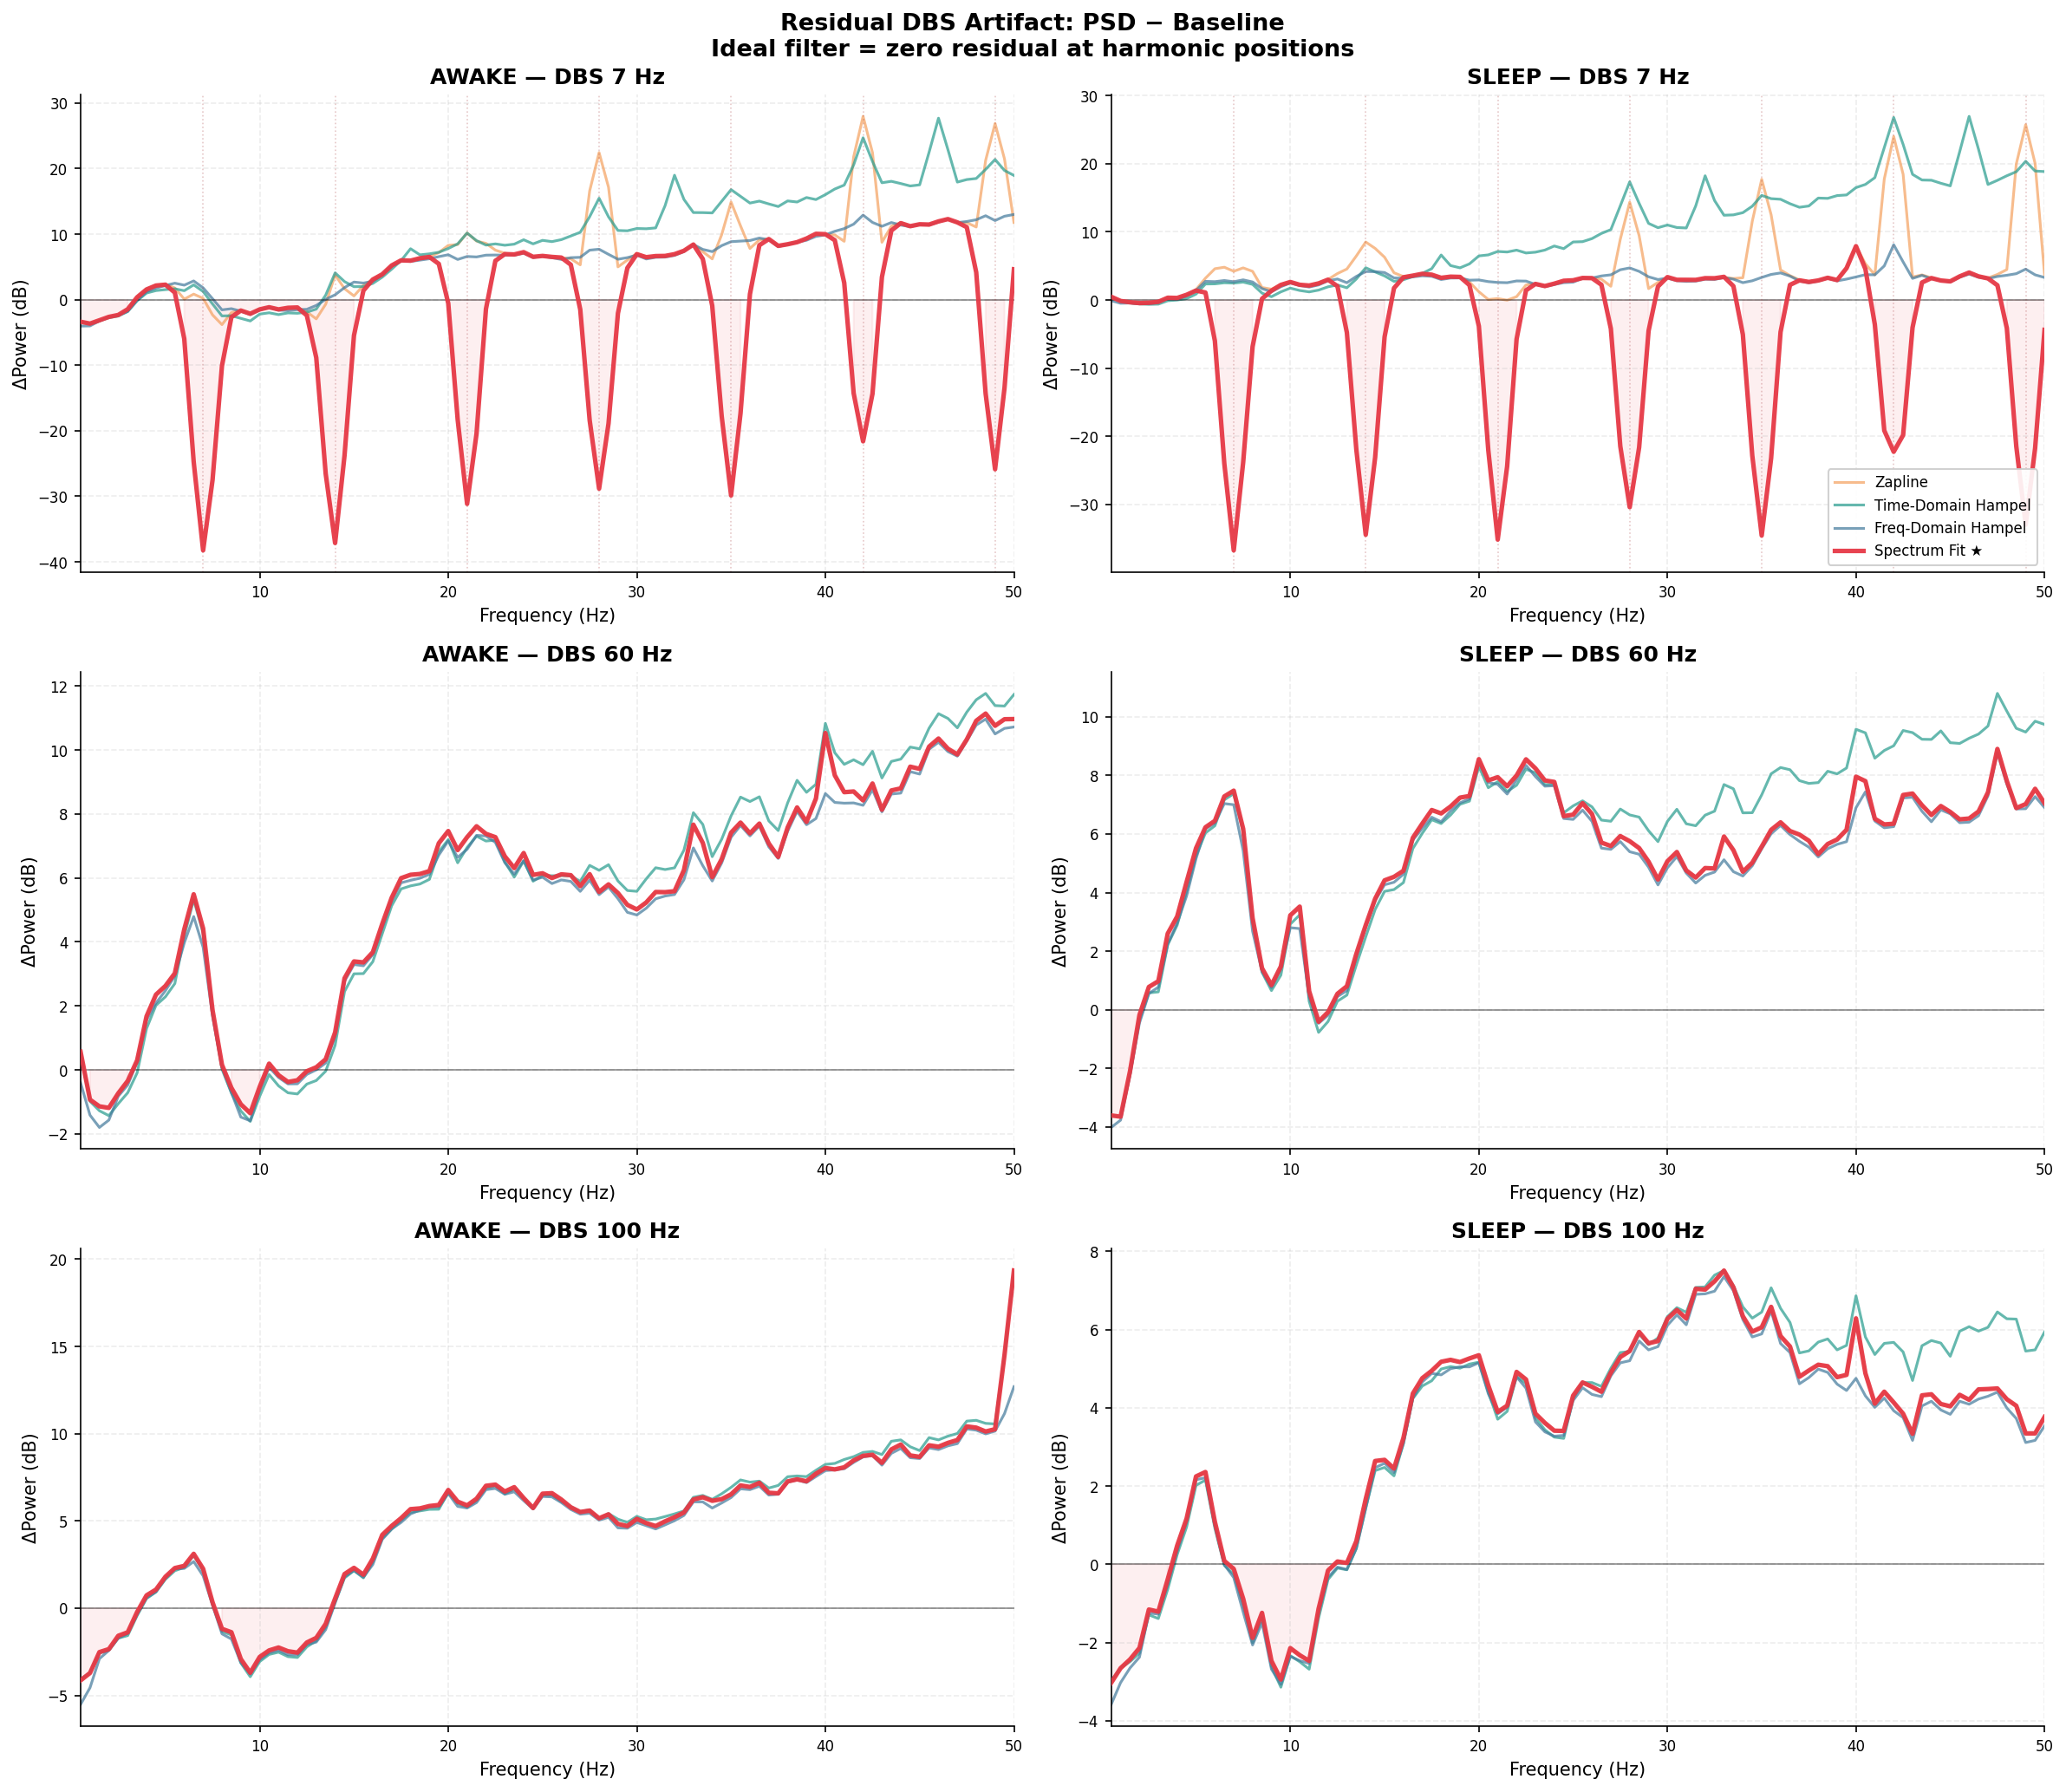 Residual DBS Artifact: PSD − Baseline
Ideal filter = zero residual at harmonic positions
AWAKE — DBS 7 Hz
ΔPower (dB)
30
20
10
0
−10
−20
−30
−40
10 20 30 40 50
Frequency (Hz)
SLEEP — DBS 7 Hz
ΔPower (dB)
30
20
10
0
−10
−20
−30
10 20 30 40 50
Frequency (Hz)
Zapline
Time-Domain Hampel
Freq-Domain Hampel
Spectrum Fit ★
AWAKE — DBS 60 Hz
ΔPower (dB)
12
10
8
6
4
2
0
−2
10 20 30 40 50
Frequency (Hz)
SLEEP — DBS 60 Hz
ΔPower (dB)
10
8
6
4
2
0
−2
−4
10 20 30 40 50
Frequency (Hz)
AWAKE — DBS 100 Hz
ΔPower (dB)
20
15
10
5
0
−5
10 20 30 40 50
Frequency (Hz)
SLEEP — DBS 100 Hz
ΔPower (dB)
8
6
4
2
0
−2
−4
10 20 30 40 50
Frequency (Hz)